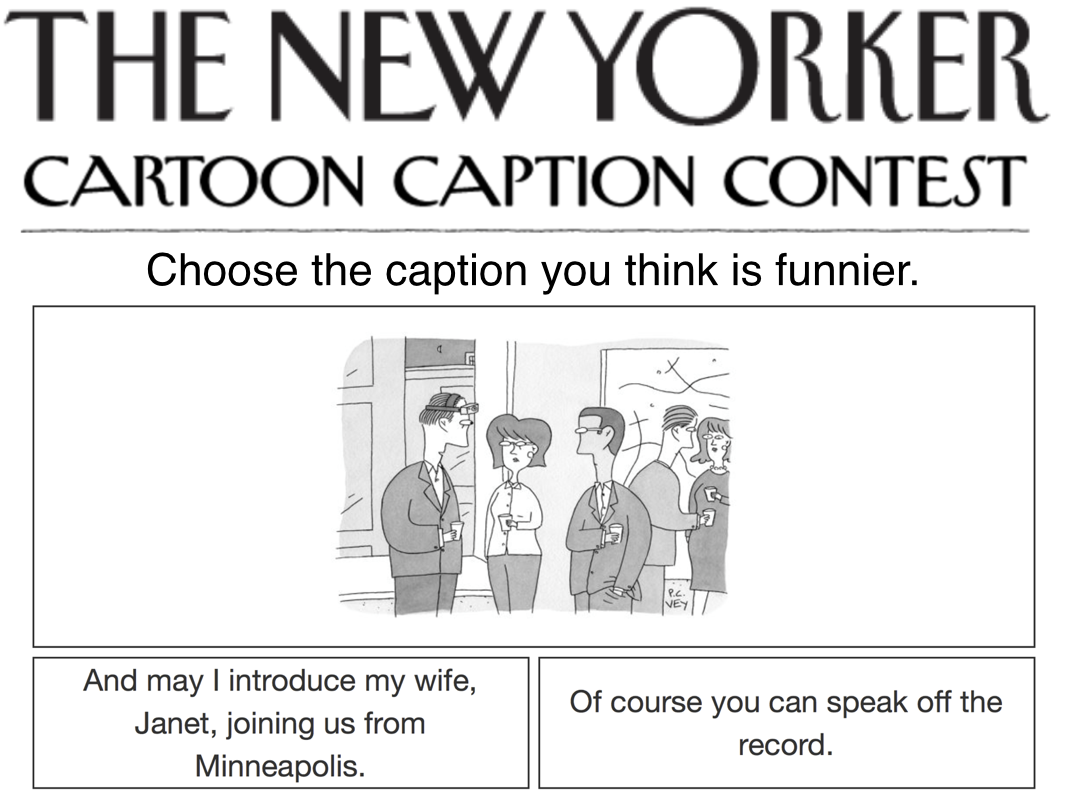 THE NEW YORKER
CARTOON CAPTION CONTEST
Choose the caption you think is funnier.
P.C.
VEY
And may I introduce my wife,
Janet, joining us from
Minneapolis.
Of course you can speak off the
record.